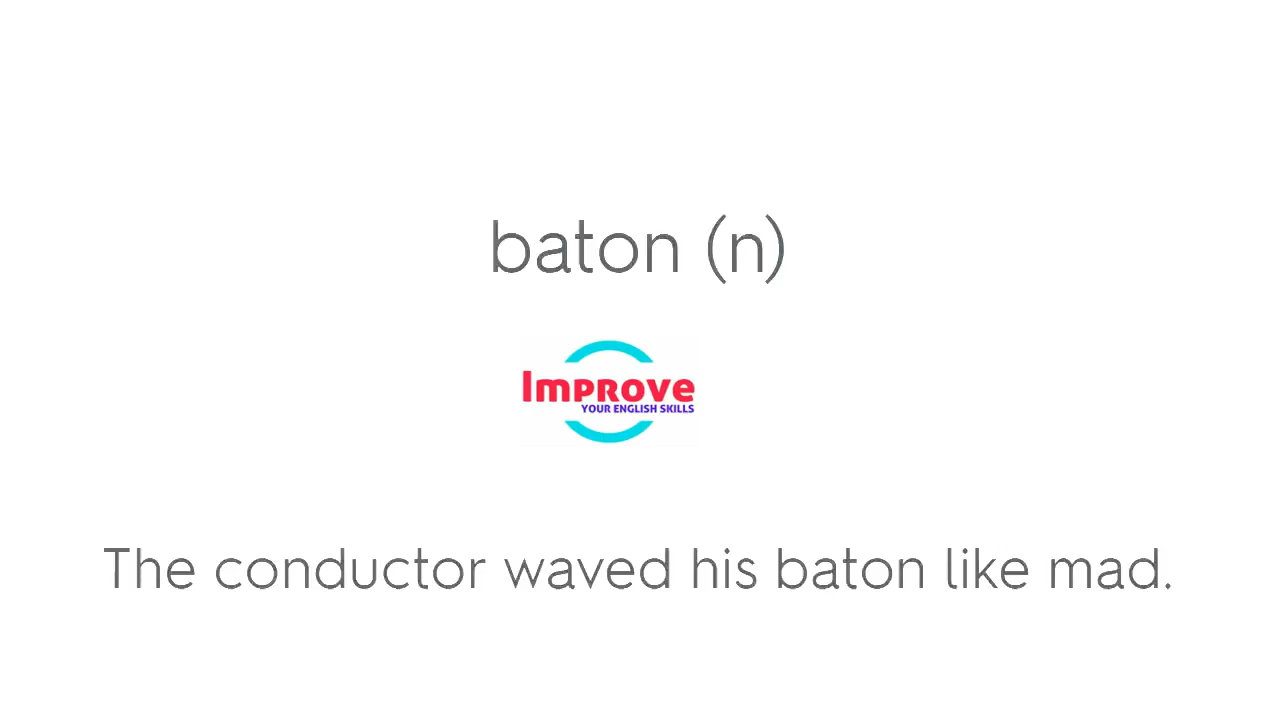 baton (n)
Improve
YOUR ENGLISH SKILLS
The conductor waved his baton like mad.